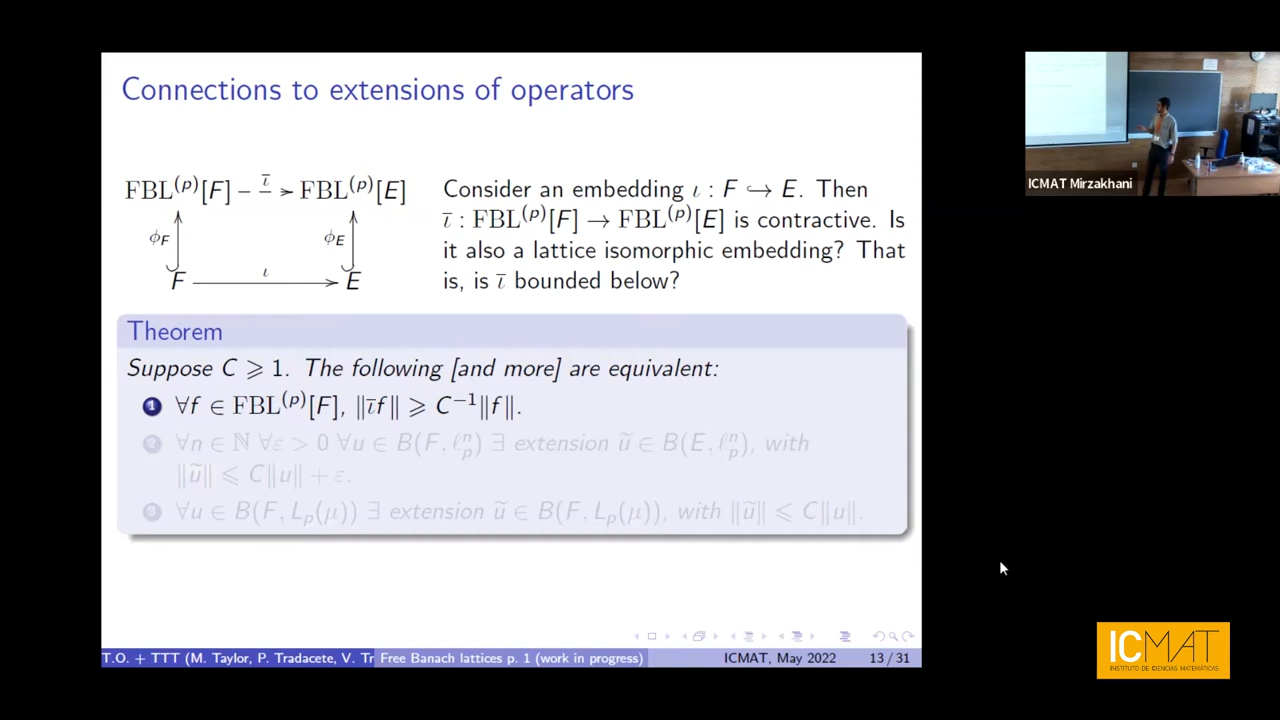 Connections to extensions of operators
FBL^(p)[F] - ῑ → FBL^(p)[E]
ϕ_F ϕ_E
F ι E
Consider an embedding ι : F ↪ E. Then
ῑ : FBL^(p)[F] → FBL^(p)[E] is contractive. Is
it also a lattice isomorphic embedding? That
is, is ῑ bounded below?
Theorem
Suppose C ⩾ 1. The following [and more] are equivalent:
1 ∀f ∈ FBL^(p)[F], ‖ῑf‖ ⩾ C⁻¹‖f‖.
2 ∀n ∈ ℕ ∀ε > 0 ∀u ∈ B(F, ℓ_p^n) ∃ extension ũ ∈ B(E, ℓ_p^n), with
‖ũ‖ ⩽ C‖u‖ + ε.
3 ∀u ∈ B(F, L_p(μ)) ∃ extension ũ ∈ B(F, L_p(μ)), with ‖ũ‖ ⩽ C‖u‖.
T.O. + TTT (M. Taylor, P. Tradacete, V. Tr Free Banach lattices p. 1 (work in progress) ICMAT, May 2022 13 / 31
ICMAT Mirzakhani
ICMAT
INSTITUTO DE CIENCIAS MATEMÁTICAS